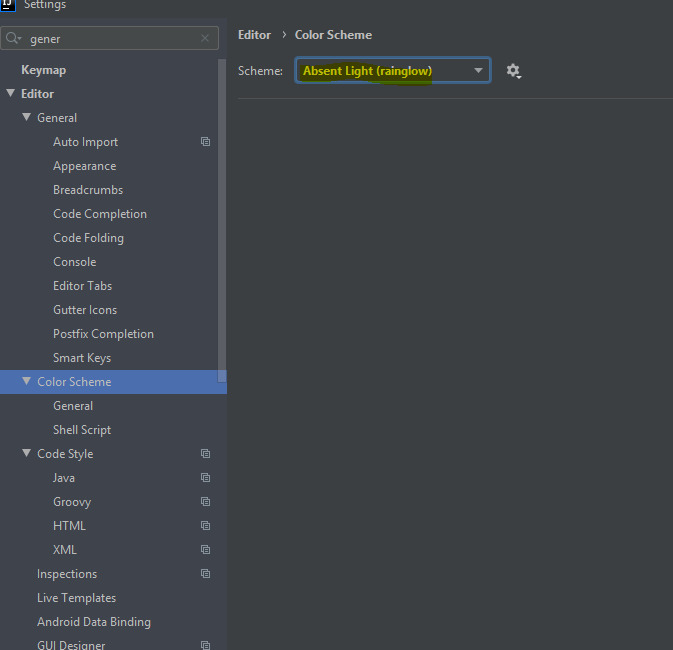 IJ Settings
gener
Editor › Color Scheme
Scheme: Absent Light (rainglow)
Keymap
Editor
General
Auto Import
Appearance
Breadcrumbs
Code Completion
Code Folding
Console
Editor Tabs
Gutter Icons
Postfix Completion
Smart Keys
Color Scheme
General
Shell Script
Code Style
Java
Groovy
HTML
XML
Inspections
Live Templates
Android Data Binding
GUI Designer